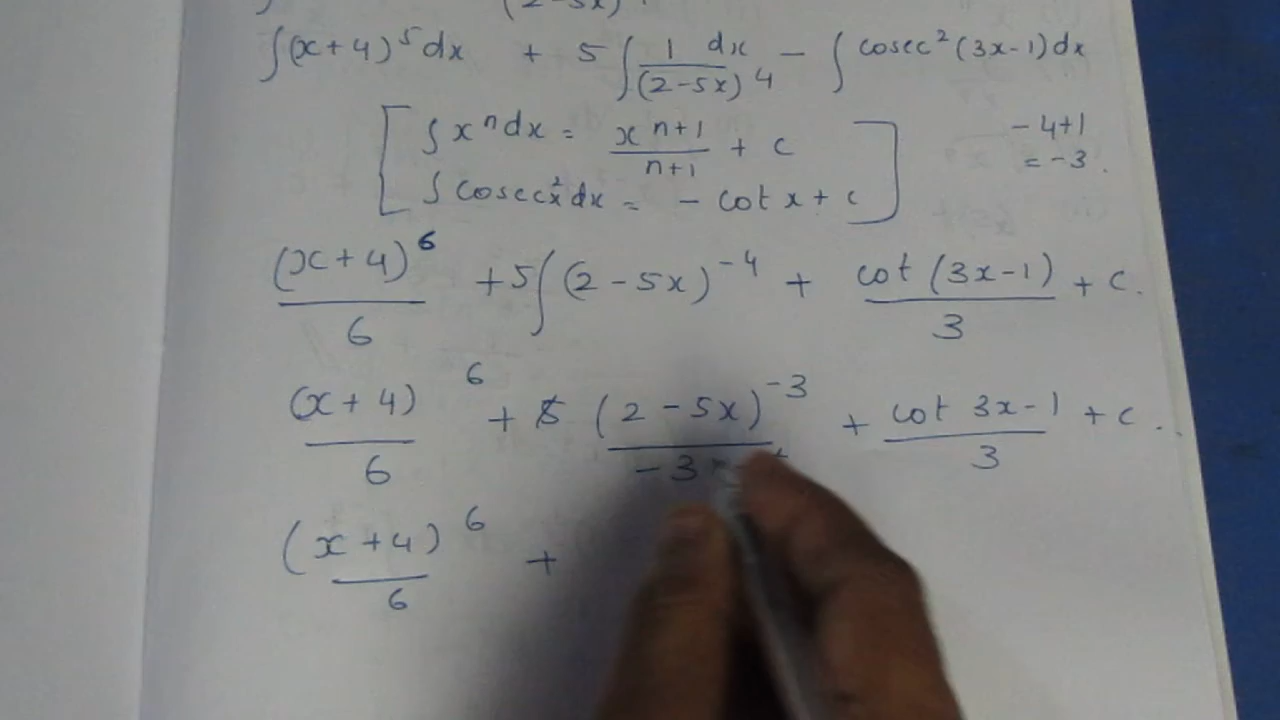 (2-5x)
∫(x+4)^5 dx + 5∫ 1/(2-5x)^4 dx - ∫cosec²(3x-1)dx
∫x^n dx = x^(n+1)/(n+1) + c
-4+1
= -3.
∫cosec²x dx = - cot x + c
(x+4)^6/6 + 5∫(2-5x)^-4 + cot(3x-1)/3 + c.
(x+4)^6/6 + 5 (2-5x)^-3/-3 + cot 3x-1/3 + c..
(x+4)^6/6 +